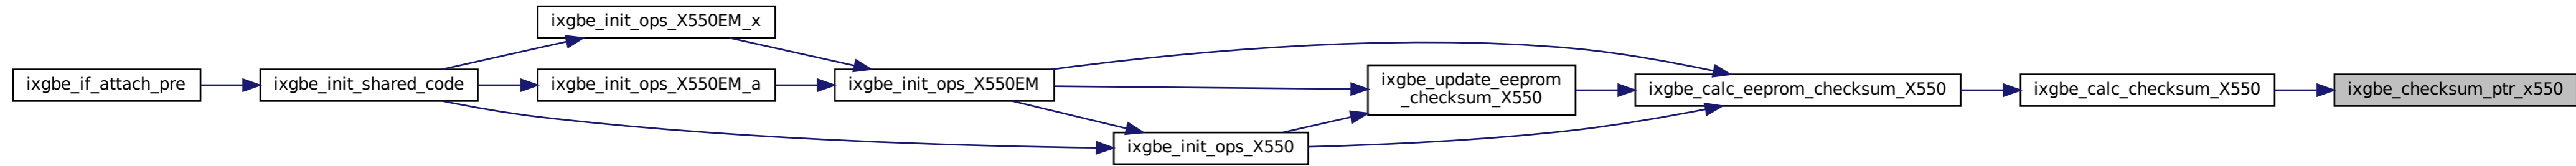 ixgbe_init_ops_X550EM_x
ixgbe_if_attach_pre
ixgbe_init_shared_code
ixgbe_init_ops_X550EM_a
ixgbe_init_ops_X550EM
ixgbe_update_eeprom
_checksum_X550
ixgbe_calc_eeprom_checksum_X550
ixgbe_calc_checksum_X550
ixgbe_checksum_ptr_x550
ixgbe_init_ops_X550